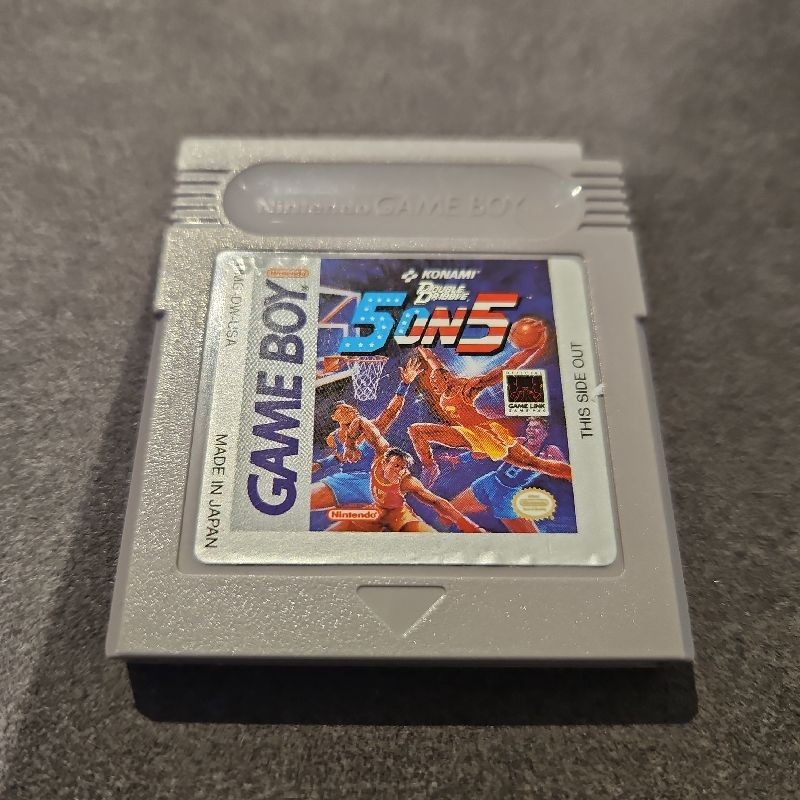 Nintendo GAME BOY
Nintendo
GAME BOY
DMG-DW-USA
MADE IN JAPAN
KONAMI
DOUBLE
DRIBBLE
5 ON 5
OFFICIAL
GAME LINK
THIS SIDE OUT
Nintendo